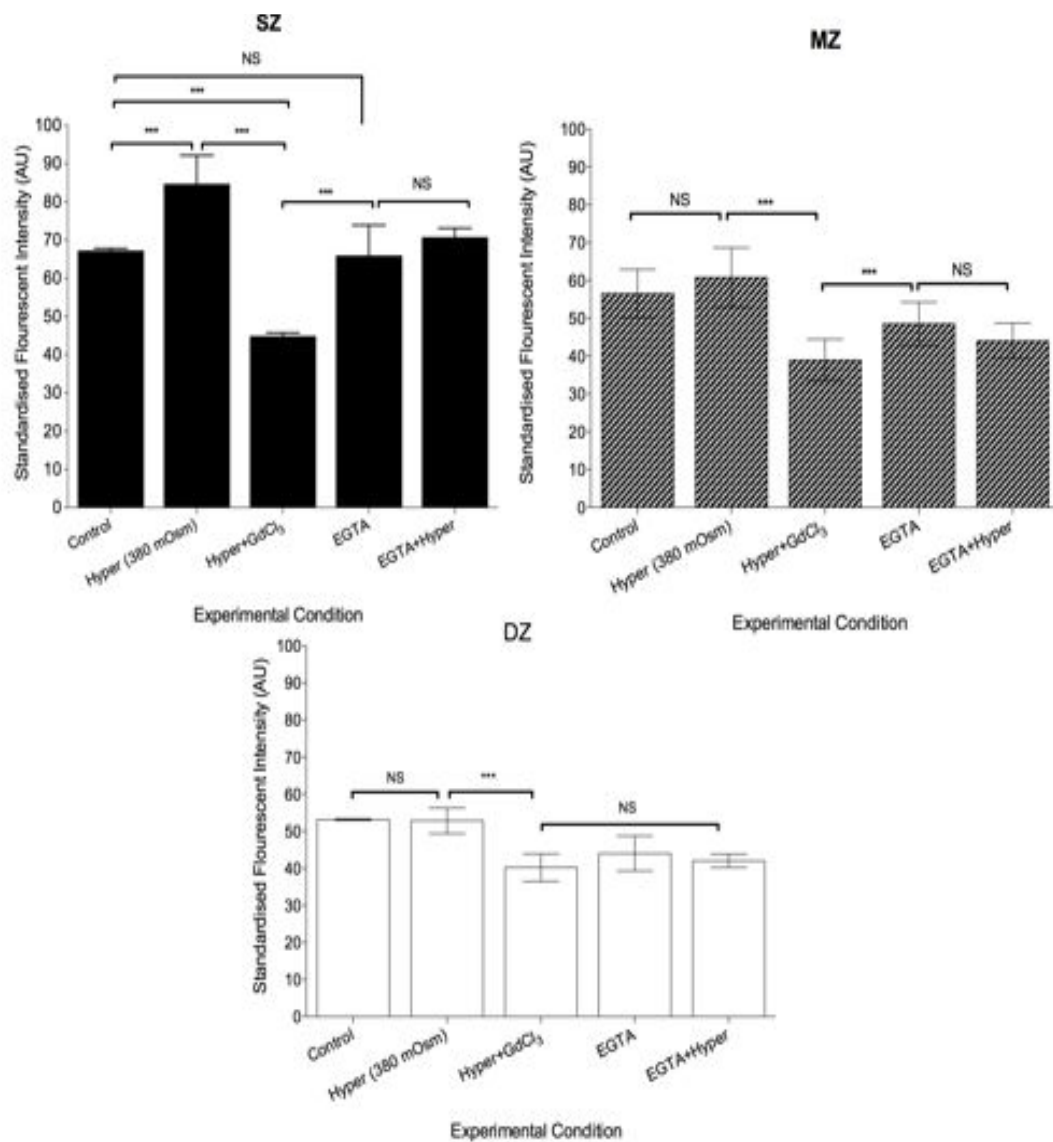 SZ
NS
***
***
***
***
NS
Standardised Flourescent Intensity (AU)
100
90
80
70
60
50
40
30
20
10
0
Control
Hyper (380 mOsm)
Hyper+GdCl₃
EGTA
EGTA+Hyper
Experimental Condition
MZ
NS
***
***
NS
Standardised Flourescent Intensity (AU)
100
90
80
70
60
50
40
30
20
10
0
Control
Hyper (380 mOsm)
Hyper+GdCl₃
EGTA
EGTA+Hyper
Experimental Condition
DZ
NS
***
NS
Standardised Flourescent Intensity (AU)
100
90
80
70
60
50
40
30
20
10
0
Control
Hyper (380 mOsm)
Hyper+GdCl₃
EGTA
EGTA+Hyper
Experimental Condition